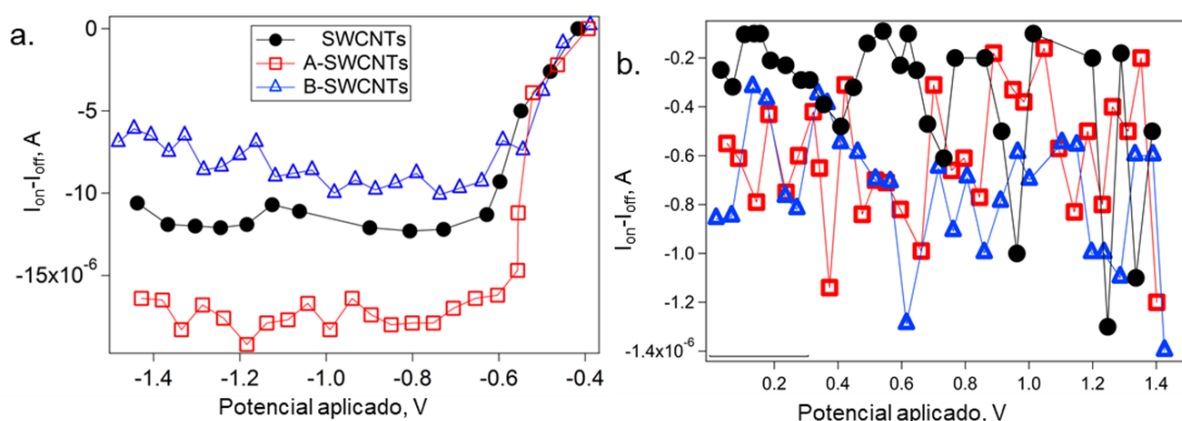 a.
SWCNTs
A-SWCNTs
B-SWCNTs
0
-5
-10
-15x10⁻⁶
Ion-Ioff, A
-1.4 -1.2 -1.0 -0.8 -0.6 -0.4
Potencial aplicado, V
b.
-0.2
-0.4
-0.6
-0.8
-1.0
-1.2
-1.4x10⁻⁶
Ion-Ioff, A
0.2 0.4 0.6 0.8 1.0 1.2 1.4
Potencial aplicado, V